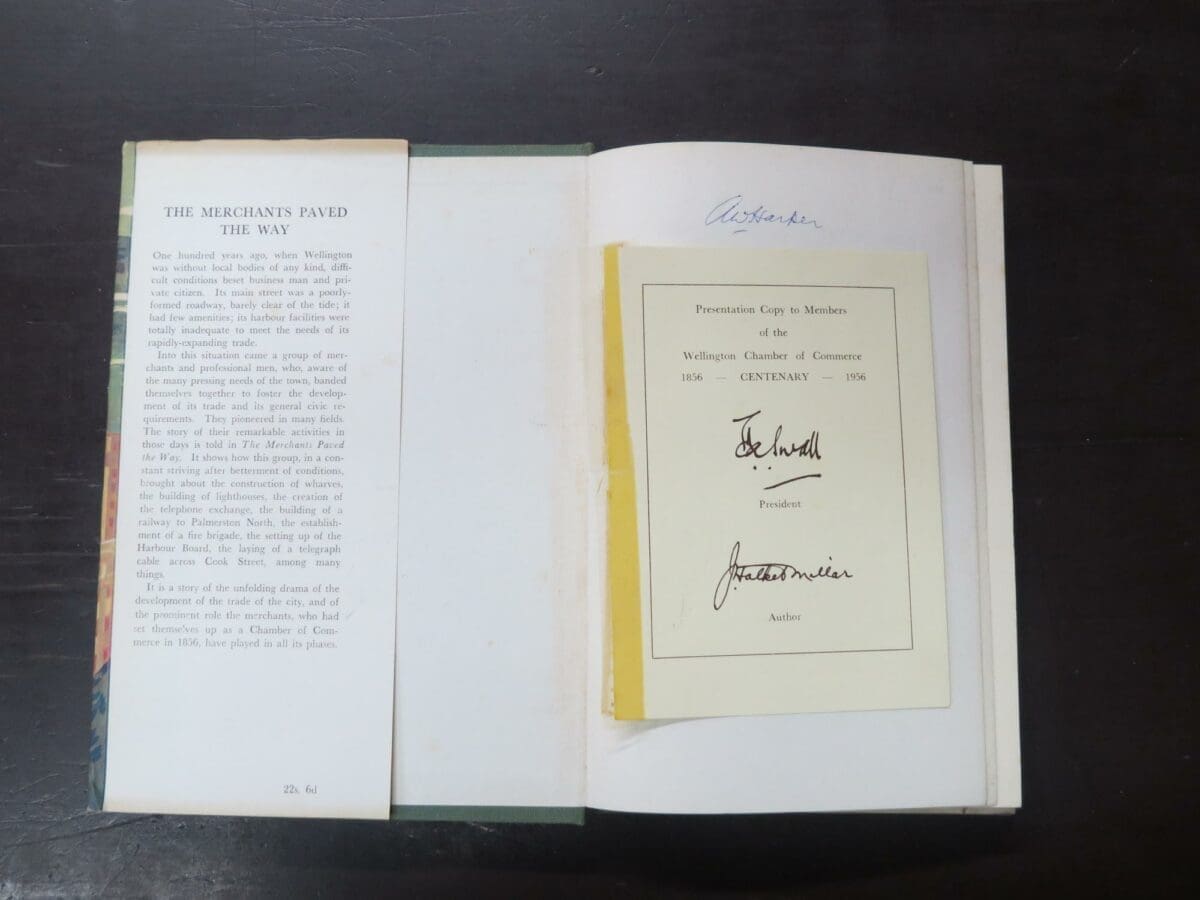 THE MERCHANTS PAVED
THE WAY
One hundred years ago, when Wellington
was without local bodies of any kind, diffi-
cult conditions beset business man and pri-
vate citizen. Its main street was a poorly-
formed roadway, barely clear of the tide; it
had few amenities; its harbour facilities were
totally inadequate to meet the needs of its
rapidly-expanding trade.
Into this situation came a group of mer-
chants and professional men, who, aware of
the many pressing needs of the town, banded
themselves together to foster the develop-
ment of its trade and its general civic re-
quirements. They pioneered in many fields.
The story of their remarkable activities in
those days is told in The Merchants Paved
the Way. It shows how this group, in a con-
stant striving after betterment of conditions,
brought about the construction of wharves,
the building of lighthouses, the creation of
the telephone exchange, the building of a
railway to Palmerston North, the establish-
ment of a fire brigade, the setting up of the
Harbour Board, the laying of a telegraph
cable across Cook Street, among many
things.
It is a story of the unfolding drama of the
development of the trade of the city, and of
the prominent role the merchants, who had
set themselves up as a Chamber of Com-
merce in 1856, have played in all its phases.
22s. 6d
AW Harper
Presentation Copy to Members
of the
Wellington Chamber of Commerce
1856 — CENTENARY — 1956
President
J. Halket Millar
Author